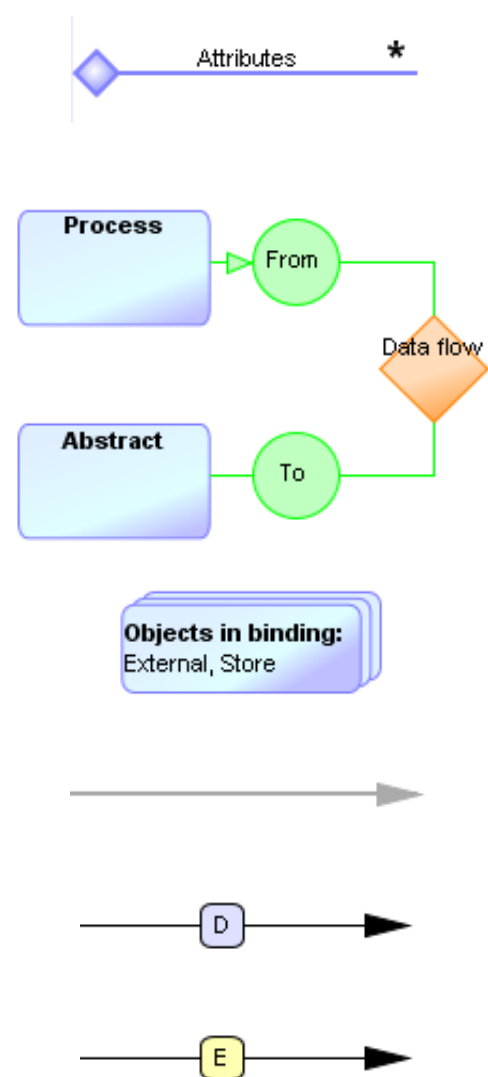 Attributes
*
Process
From
Data flow
Abstract
To
Objects in binding:
External, Store
D
E